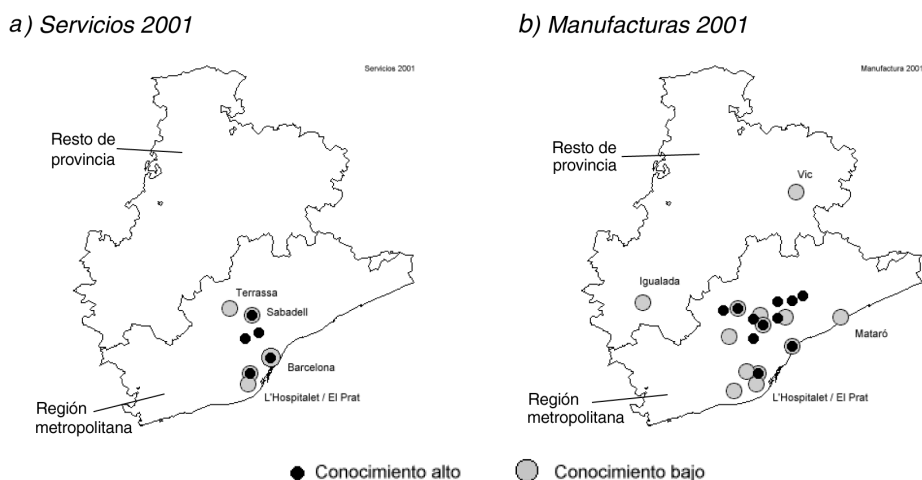 a) Servicios 2001
b) Manufacturas 2001
Servicios 2001
Manufactura 2001
Resto de
provincia
Terrassa
Sabadell
Barcelona
L'Hospitalet / El Prat
Región
metropolitana
Resto de
provincia
Vic
Igualada
Mataró
L'Hospitalet / El Prat
Región
metropolitana
Conocimiento alto
Conocimiento bajo